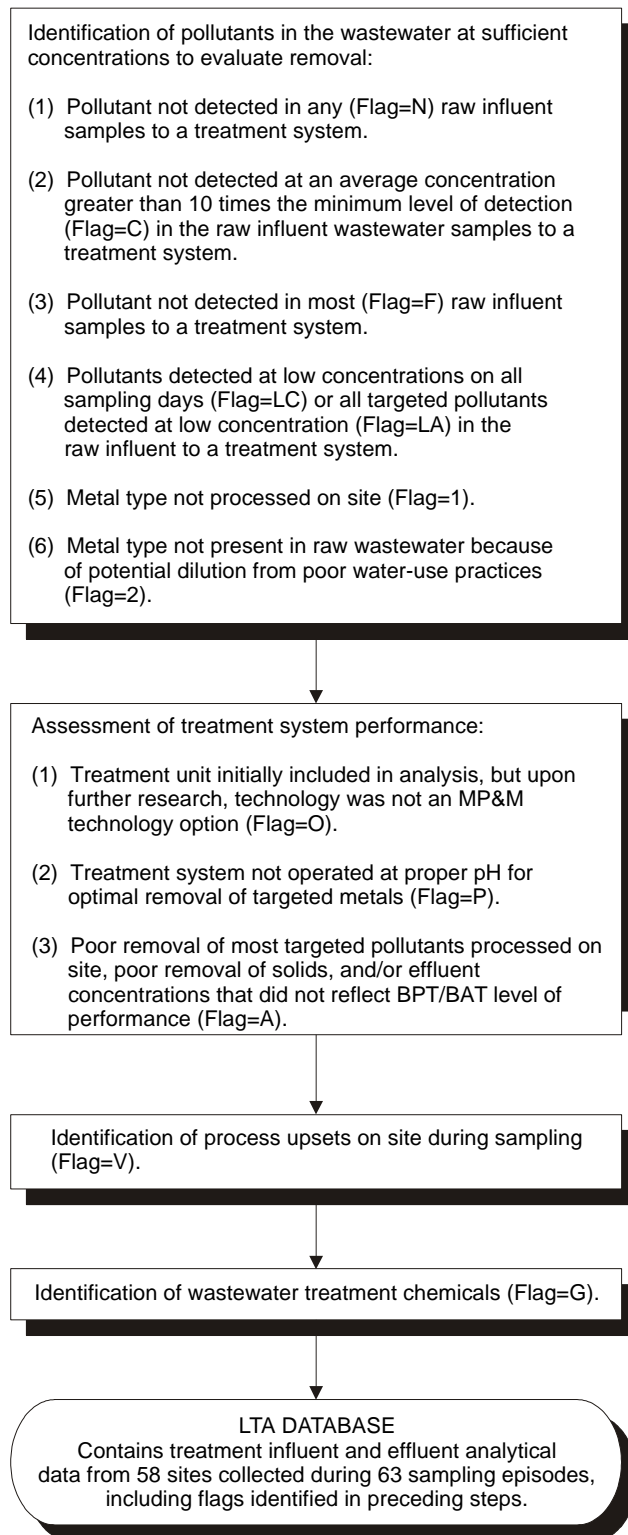 Identification of pollutants in the wastewater at sufficient
concentrations to evaluate removal:
(1) Pollutant not detected in any (Flag=N) raw influent
samples to a treatment system.
(2) Pollutant not detected at an average concentration
greater than 10 times the minimum level of detection
(Flag=C) in the raw influent wastewater samples to a
treatment system.
(3) Pollutant not detected in most (Flag=F) raw influent
samples to a treatment system.
(4) Pollutants detected at low concentrations on all
sampling days (Flag=LC) or all targeted pollutants
detected at low concentration (Flag=LA) in the
raw influent to a treatment system.
(5) Metal type not processed on site (Flag=1).
(6) Metal type not present in raw wastewater because
of potential dilution from poor water-use practices
(Flag=2).
Assessment of treatment system performance:
(1) Treatment unit initially included in analysis, but upon
further research, technology was not an MP&M
technology option (Flag=O).
(2) Treatment system not operated at proper pH for
optimal removal of targeted metals (Flag=P).
(3) Poor removal of most targeted pollutants processed on
site, poor removal of solids, and/or effluent
concentrations that did not reflect BPT/BAT level of
performance (Flag=A).
Identification of process upsets on site during sampling
(Flag=V).
Identification of wastewater treatment chemicals (Flag=G).
LTA DATABASE
Contains treatment influent and effluent analytical
data from 58 sites collected during 63 sampling episodes,
including flags identified in preceding steps.